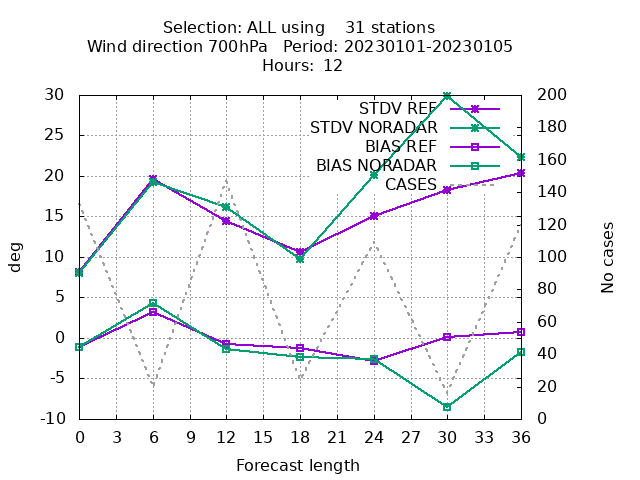 Selection: ALL using    31 stations
Wind direction 700hPa   Period: 20230101-20230105
Hours:  12
30 200
STDV REF
25 180
STDV NORADAR
20 160
BIAS REF
BIAS NORADAR
15 140
CASES
10 120
5 100
0 80
-5 60
-10 40
20
0
deg
No cases
0 3 6 9 12 15 18 21 24 27 30 33 36
Forecast length